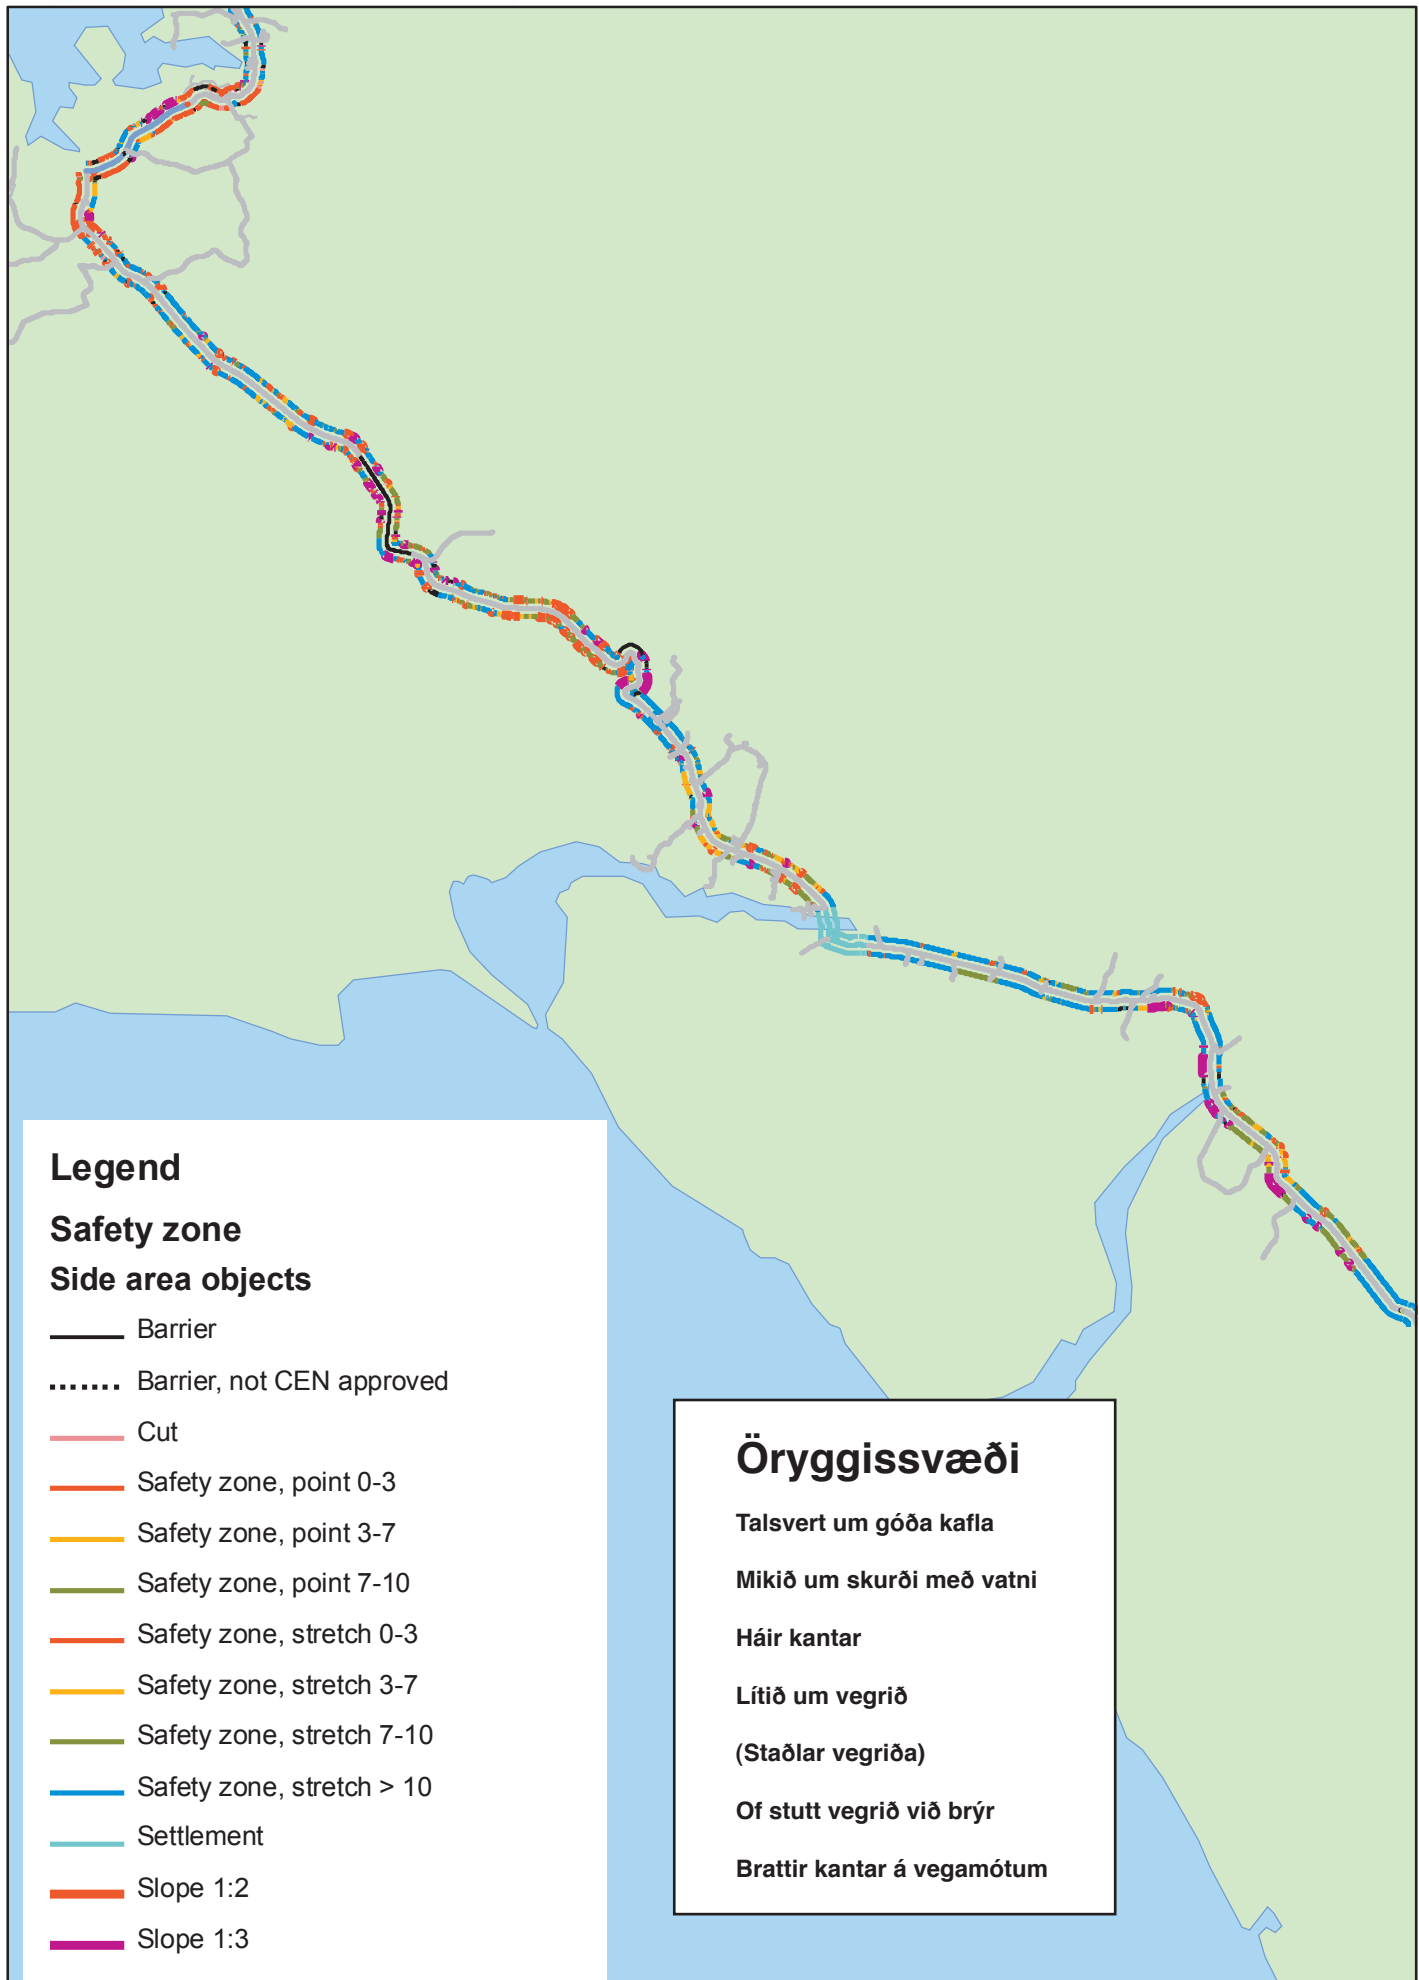 Legend
Safety zone
Side area objects
Barrier
Barrier, not CEN approved
Cut
Safety zone, point 0-3
Safety zone, point 3-7
Safety zone, point 7-10
Safety zone, stretch 0-3
Safety zone, stretch 3-7
Safety zone, stretch 7-10
Safety zone, stretch > 10
Settlement
Slope 1:2
Slope 1:3
Öryggissvæði
Talsvert um góða kafla
Mikið um skurði með vatni
Háir kantar
Lítið um vegrið
(Staðlar vegriða)
Of stutt vegrið við brýr
Brattir kantar á vegamótum